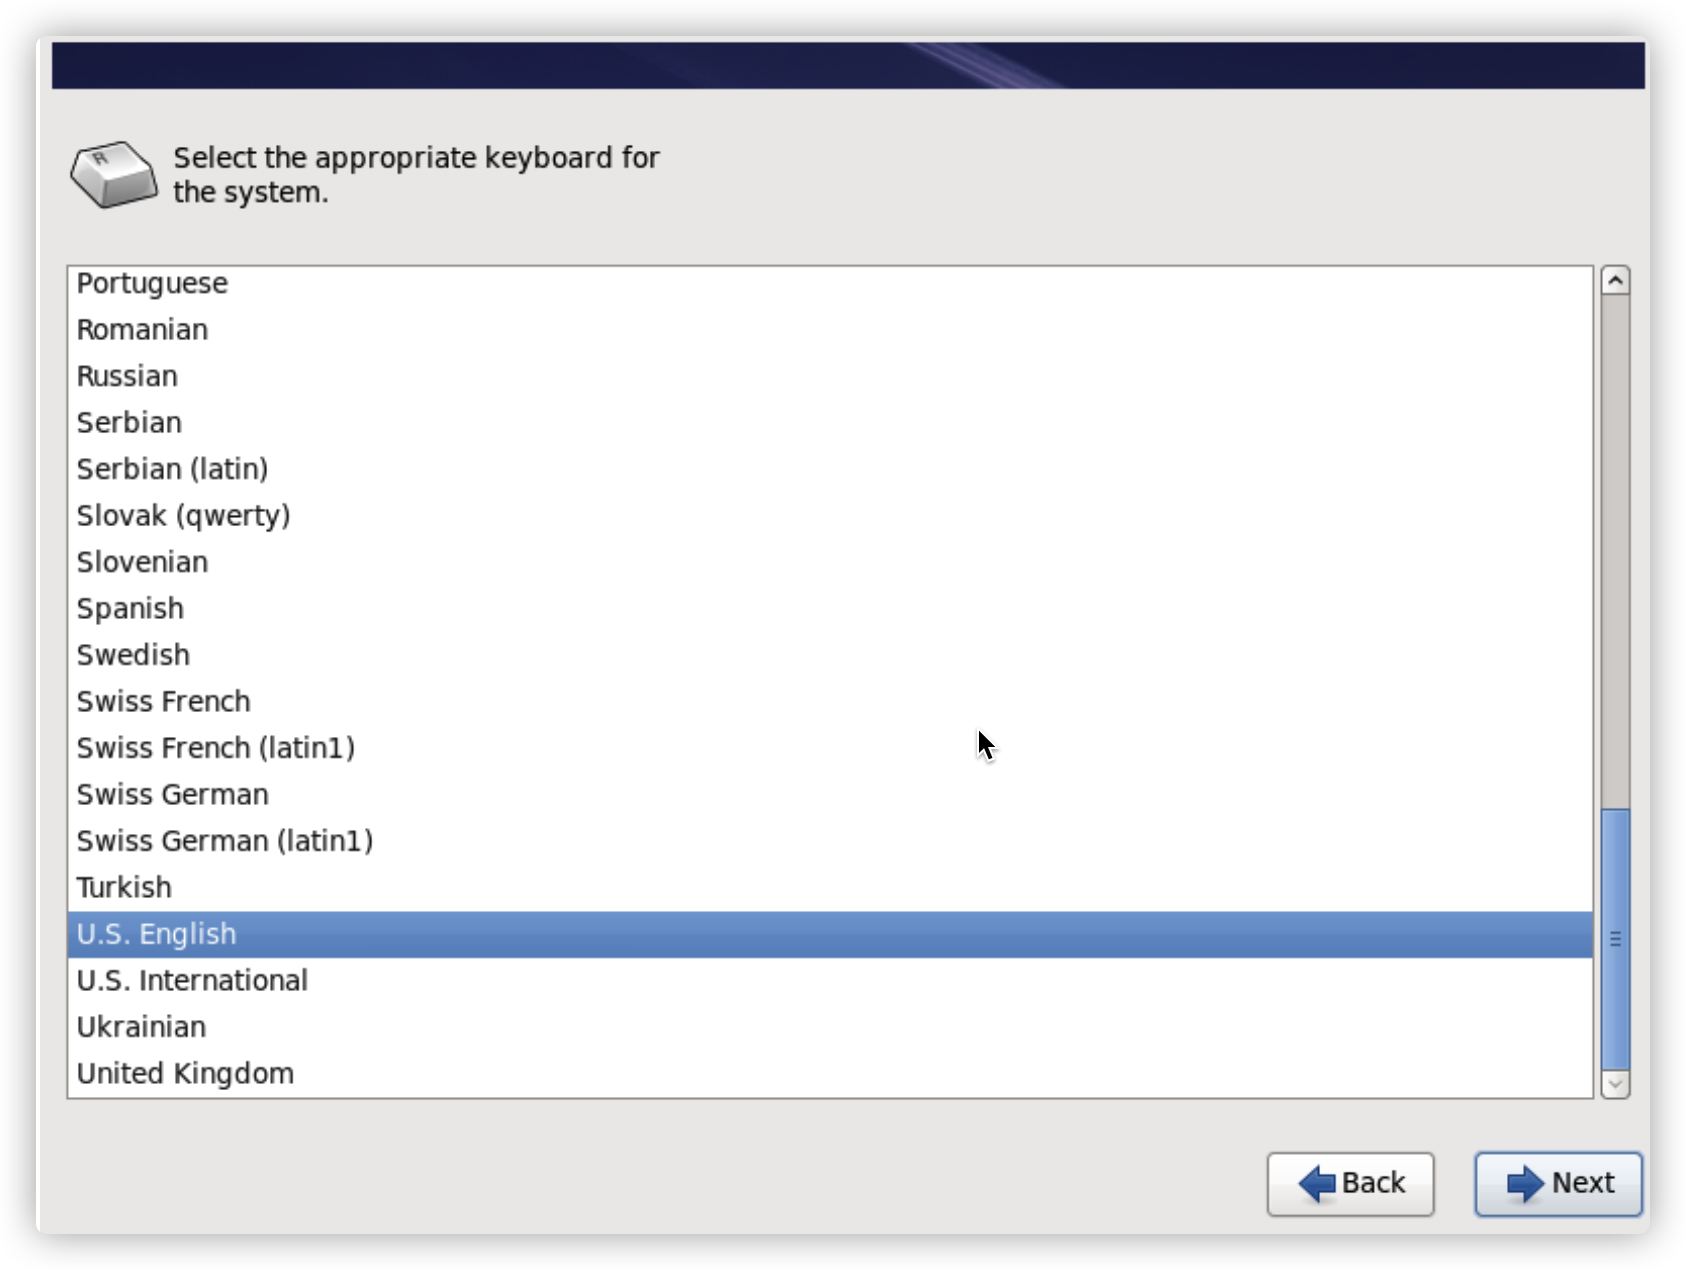 R
Select the appropriate keyboard for
the system.
Portuguese
Romanian
Russian
Serbian
Serbian (latin)
Slovak (qwerty)
Slovenian
Spanish
Swedish
Swiss French
Swiss French (latin1)
Swiss German
Swiss German (latin1)
Turkish
U.S. English
U.S. International
Ukrainian
United Kingdom
Back
Next